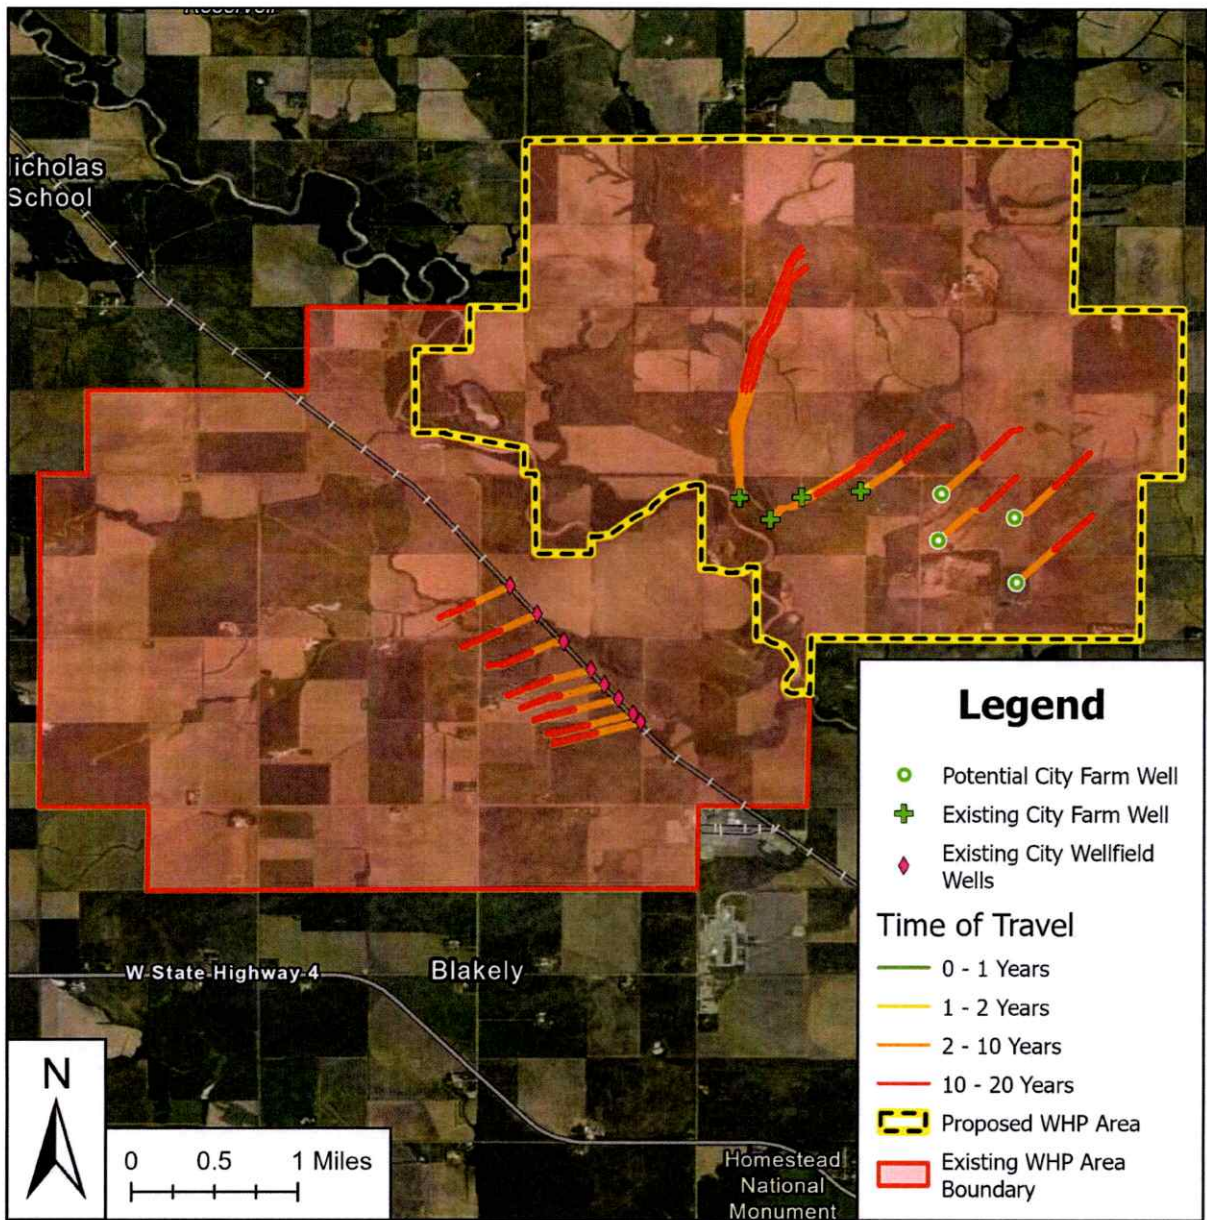 Nicholas
School
Legend
Potential City Farm Well
Existing City Farm Well
Existing City Wellfield
Wells
Time of Travel
0 - 1 Years
1 - 2 Years
2 - 10 Years
10 - 20 Years
Proposed WHP Area
Existing WHP Area
Boundary
W State Highway 4
Blakely
N
0 0.5 1 Miles
Homestead
National
Monument